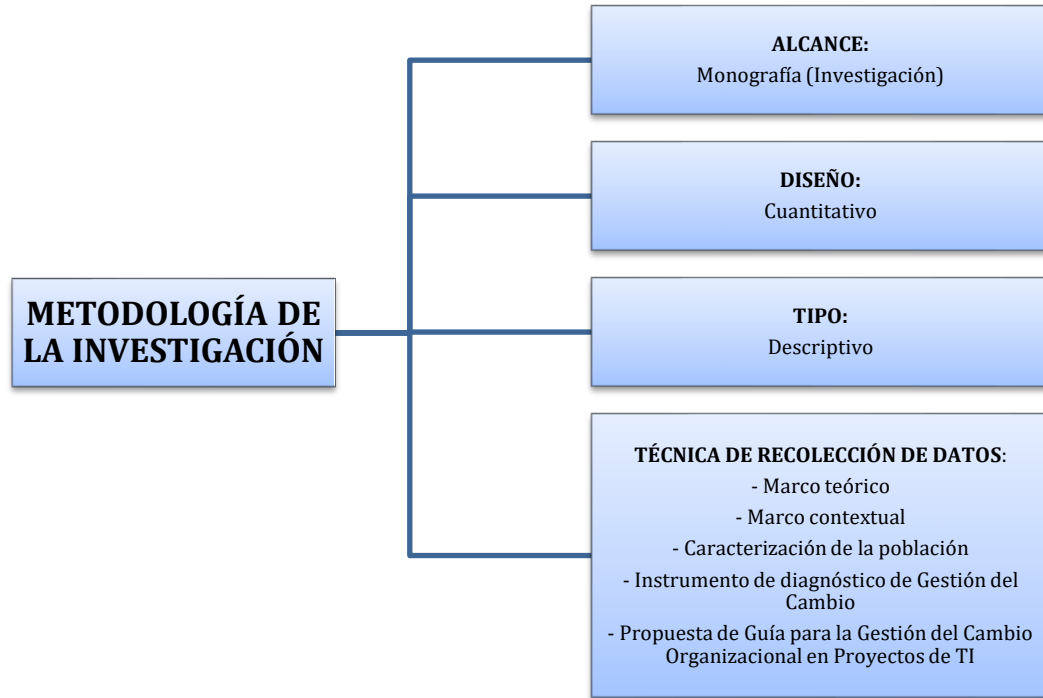 METODOLOGÍA DE
LA INVESTIGACIÓN
ALCANCE:
Monografía (Investigación)
DISEÑO:
Cuantitativo
TIPO:
Descriptivo
TÉCNICA DE RECOLECCIÓN DE DATOS:
- Marco teórico
- Marco contextual
- Caracterización de la población
- Instrumento de diagnóstico de Gestión del
Cambio
- Propuesta de Guía para la Gestión del Cambio
Organizacional en Proyectos de TI